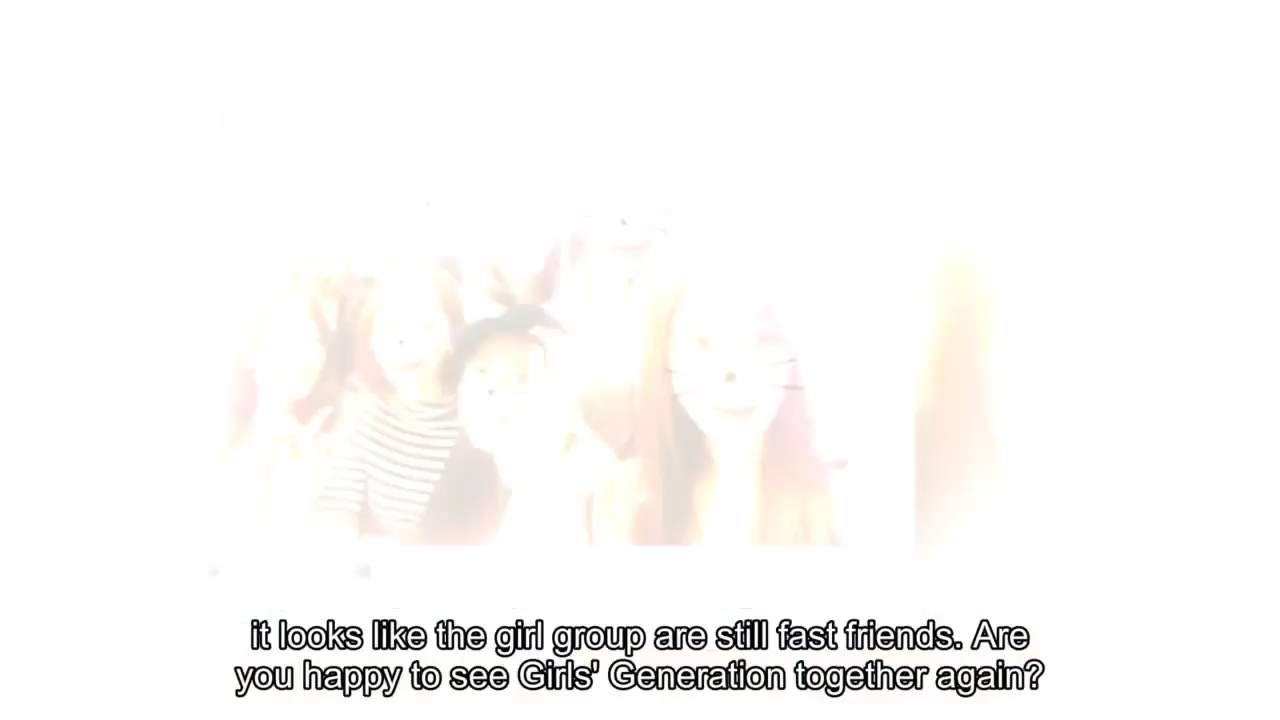 it looks like the girl group are still fast friends. Are
you happy to see Girls' Generation together again?